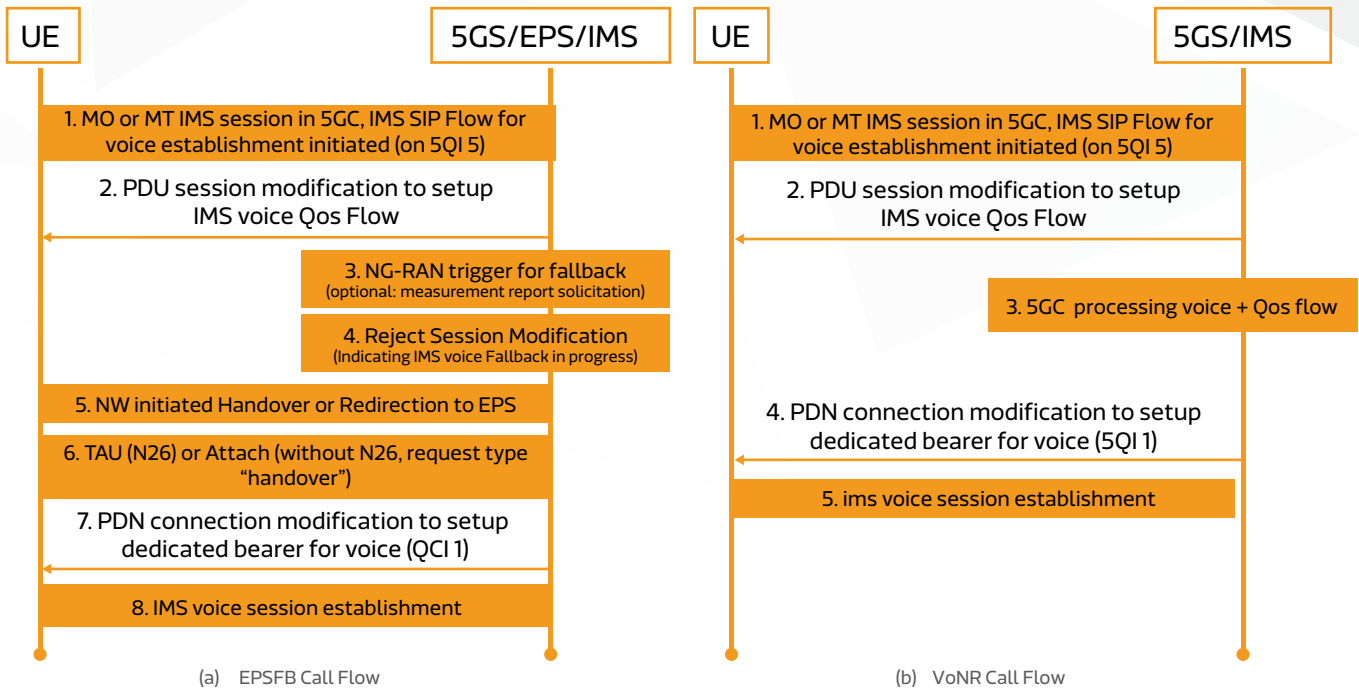 UE
5GS/EPS/IMS
1. MO or MT IMS session in 5GC, IMS SIP Flow for
voice establishment initiated (on 5QI 5)
2. PDU session modification to setup
IMS voice Qos Flow
3. NG-RAN trigger for fallback
(optional: measurement report solicitation)
4. Reject Session Modification
(Indicating IMS voice Fallback in progress)
5. NW initiated Handover or Redirection to EPS
6. TAU (N26) or Attach (without N26, request type
“handover”)
7. PDN connection modification to setup
dedicated bearer for voice (QCI 1)
8. IMS voice session establishment
(a) EPSFB Call Flow
UE
5GS/IMS
1. MO or MT IMS session in 5GC, IMS SIP Flow for
voice establishment initiated (on 5QI 5)
2. PDU session modification to setup
IMS voice Qos Flow
3. 5GC processing voice + Qos flow
4. PDN connection modification to setup
dedicated bearer for voice (5QI 1)
5. ims voice session establishment
(b) VoNR Call Flow